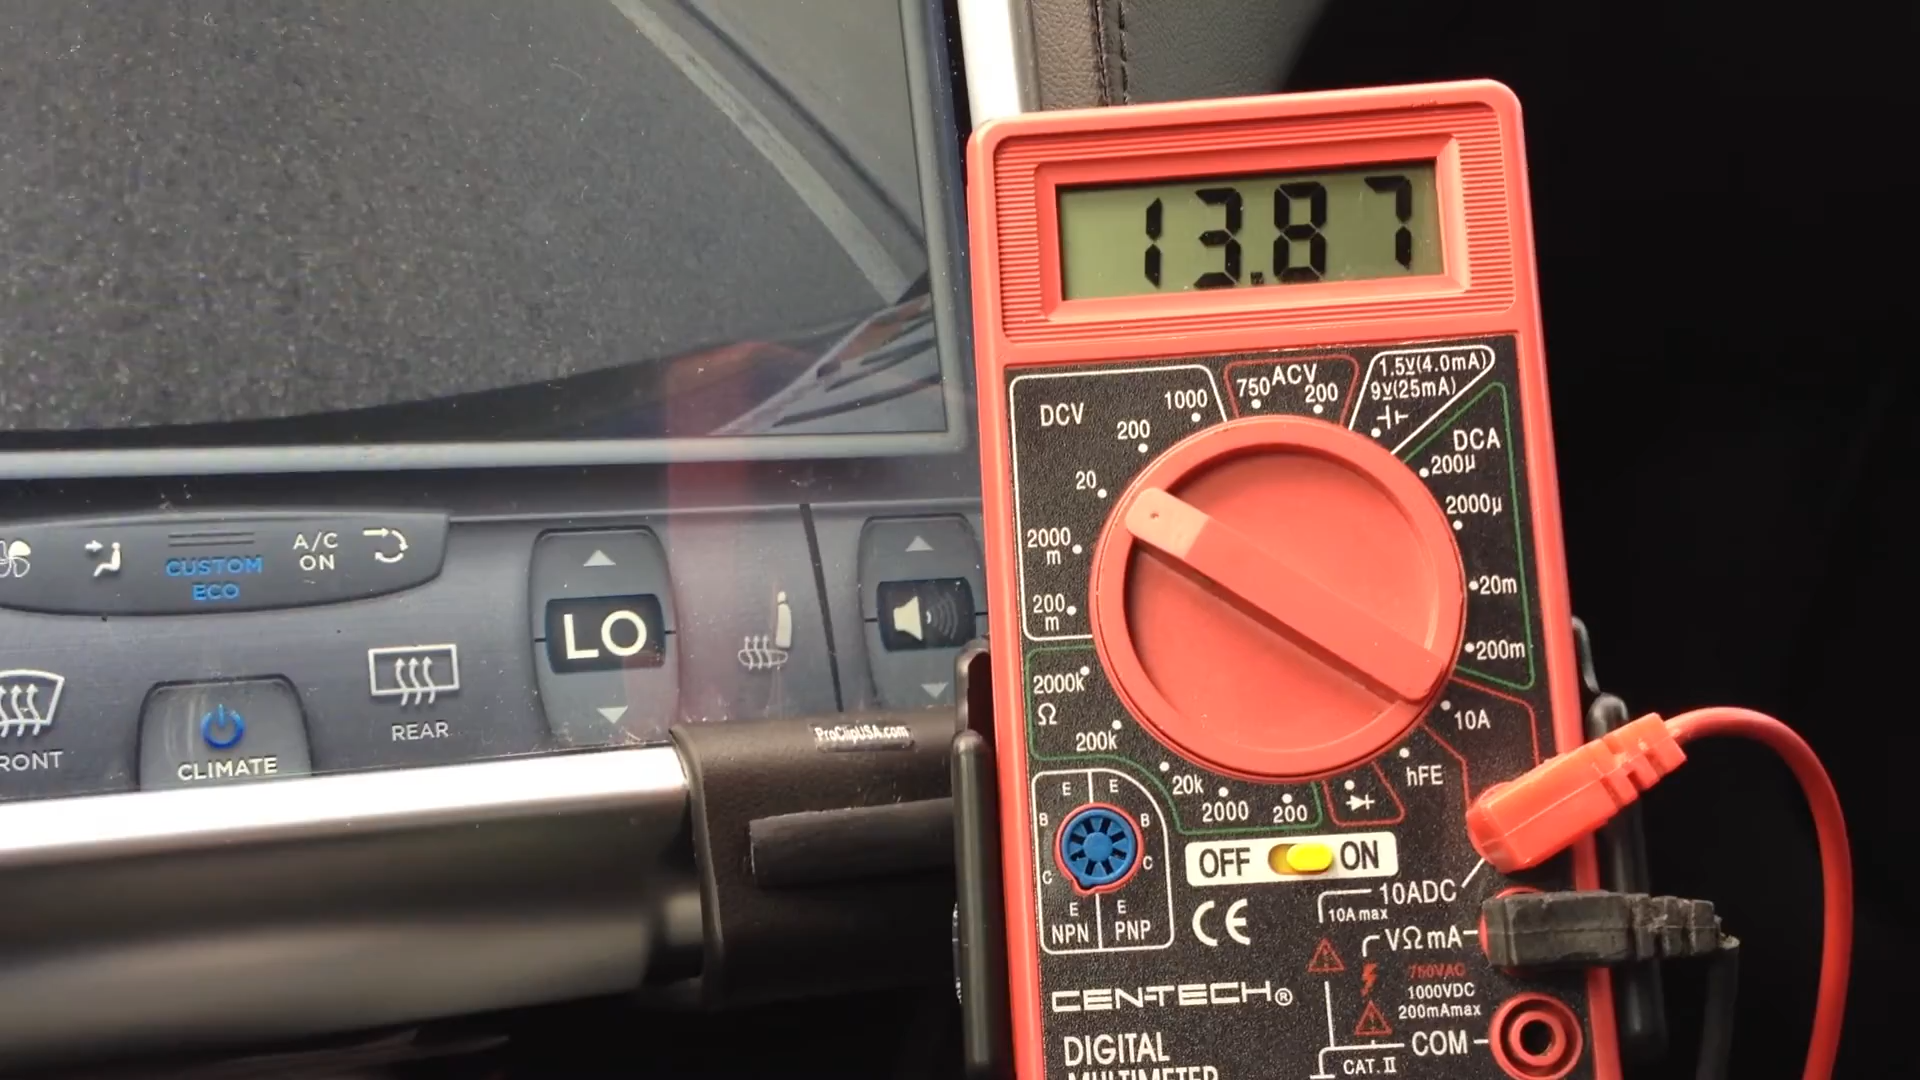 13.87
DCV
1000
200
20
2000
m
200
m
750 ACV 200
1.5V(4.0mA)
9V(25mA)
DCA
200µ
2000µ
20m
200m
10A
hFE
2000k
Ω
200k
20k
2000
200
OFF ON
E E
B B
C C
E E
NPN PNP
CE
10ADC
10A max
VΩmA
750VAC
1000VDC
200mAmax
COM
CAT. II
CEN-TECH®
DIGITAL
MULTIMETER
CUSTOM
ECO
A/C
ON
LO
REAR
RONT
CLIMATE
ProClipUSA.com